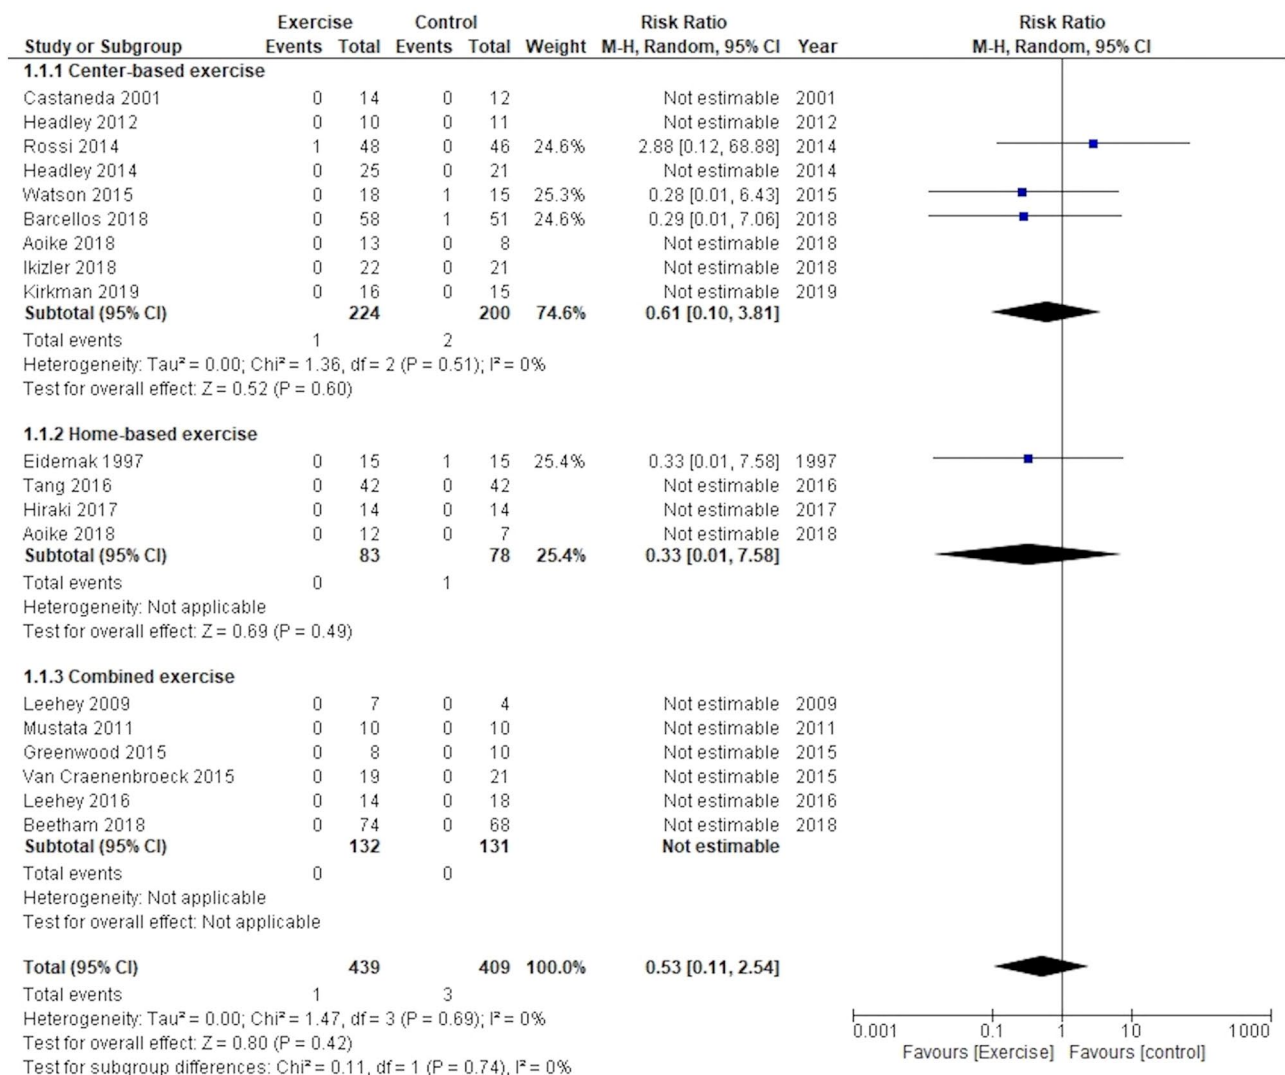 Exercise Control Risk Ratio Risk Ratio
Study or Subgroup Events Total Events Total Weight M-H, Random, 95% CI Year M-H, Random, 95% CI
1.1.1 Center-based exercise
Castaneda 2001 0 14 0 12 Not estimable 2001
Headley 2012 0 10 0 11 Not estimable 2012
Rossi 2014 1 48 0 46 24.6% 2.88 [0.12, 68.88] 2014
Headley 2014 0 25 0 21 Not estimable 2014
Watson 2015 0 18 1 15 25.3% 0.28 [0.01, 6.43] 2015
Barcellos 2018 0 58 1 51 24.6% 0.29 [0.01, 7.06] 2018
Aoike 2018 0 13 0 8 Not estimable 2018
Ikizler 2018 0 22 0 21 Not estimable 2018
Kirkman 2019 0 16 0 15 Not estimable 2019
Subtotal (95% CI) 224 200 74.6% 0.61 [0.10, 3.81]
Total events 1 2
Heterogeneity: Tau² = 0.00; Chi² = 1.36, df = 2 (P = 0.51); I² = 0%
Test for overall effect: Z = 0.52 (P = 0.60)
1.1.2 Home-based exercise
Eidemak 1997 0 15 1 15 25.4% 0.33 [0.01, 7.58] 1997
Tang 2016 0 42 0 42 Not estimable 2016
Hiraki 2017 0 14 0 14 Not estimable 2017
Aoike 2018 0 12 0 7 Not estimable 2018
Subtotal (95% CI) 83 78 25.4% 0.33 [0.01, 7.58]
Total events 0 1
Heterogeneity: Not applicable
Test for overall effect: Z = 0.69 (P = 0.49)
1.1.3 Combined exercise
Leehey 2009 0 7 0 4 Not estimable 2009
Mustata 2011 0 10 0 10 Not estimable 2011
Greenwood 2015 0 8 0 10 Not estimable 2015
Van Craenenbroeck 2015 0 19 0 21 Not estimable 2015
Leehey 2016 0 14 0 18 Not estimable 2016
Beetham 2018 0 74 0 68 Not estimable 2018
Subtotal (95% CI) 132 131 Not estimable
Total events 0 0
Heterogeneity: Not applicable
Test for overall effect: Not applicable
Total (95% CI) 439 409 100.0% 0.53 [0.11, 2.54]
Total events 1 3
Heterogeneity: Tau² = 0.00; Chi² = 1.47, df = 3 (P = 0.69); I² = 0%
Test for overall effect: Z = 0.80 (P = 0.42)
Test for subgroup differences: Chi² = 0.11, df = 1 (P = 0.74), I² = 0%
0.001 0.1 1 10 1000
Favours [Exercise] Favours [control]